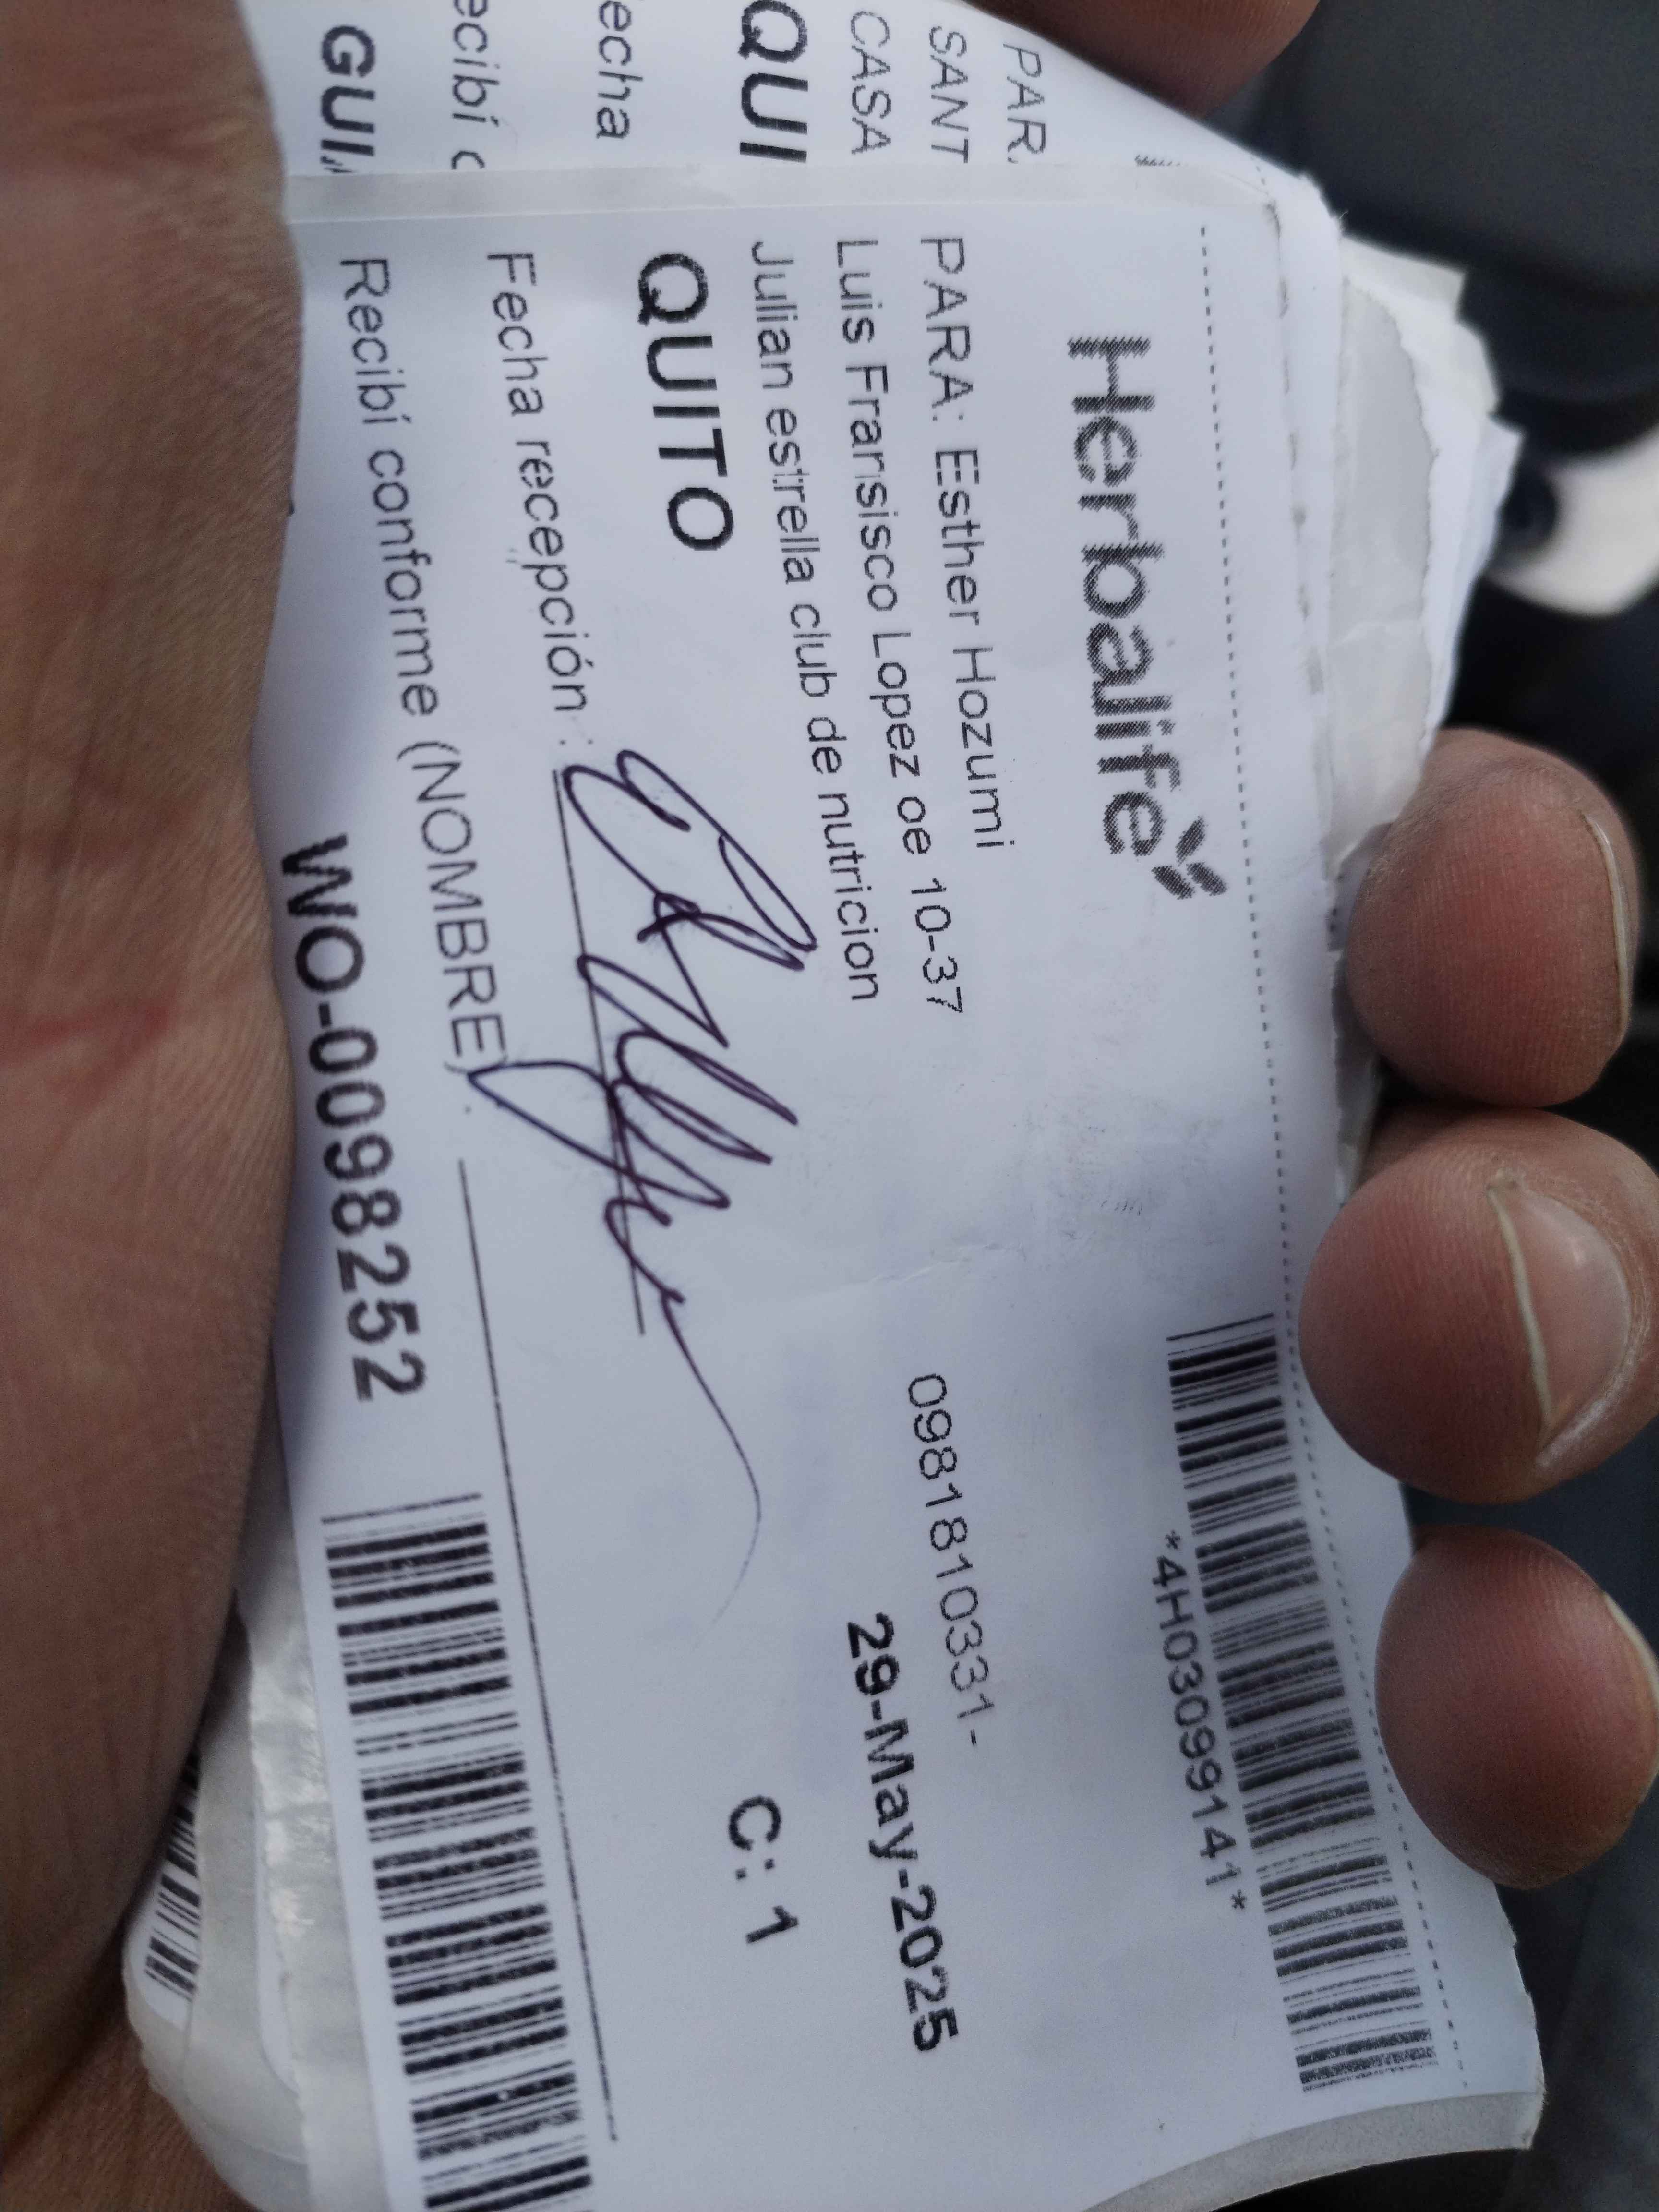 PAR
SANT
CASA
QUI
echa
ecibí c
GUI
Herbalife
*4H03099141*
PARA: Esther Hozumi
Luis Fransisco Lopez oe 10-37
0981810331-
Julian estrella club de nutricion
29-May-2025
QUITO
C: 1
Fecha recepción :
Recibí conforme (NOMBRE) :
WO-0098252